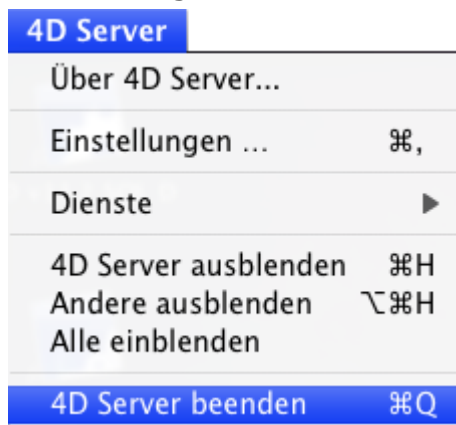 4D Server
Über 4D Server...
Einstellungen ... ⌘,
Dienste ▶
4D Server ausblenden ⌘H
Andere ausblenden ⌥⌘H
Alle einblenden
4D Server beenden ⌘Q